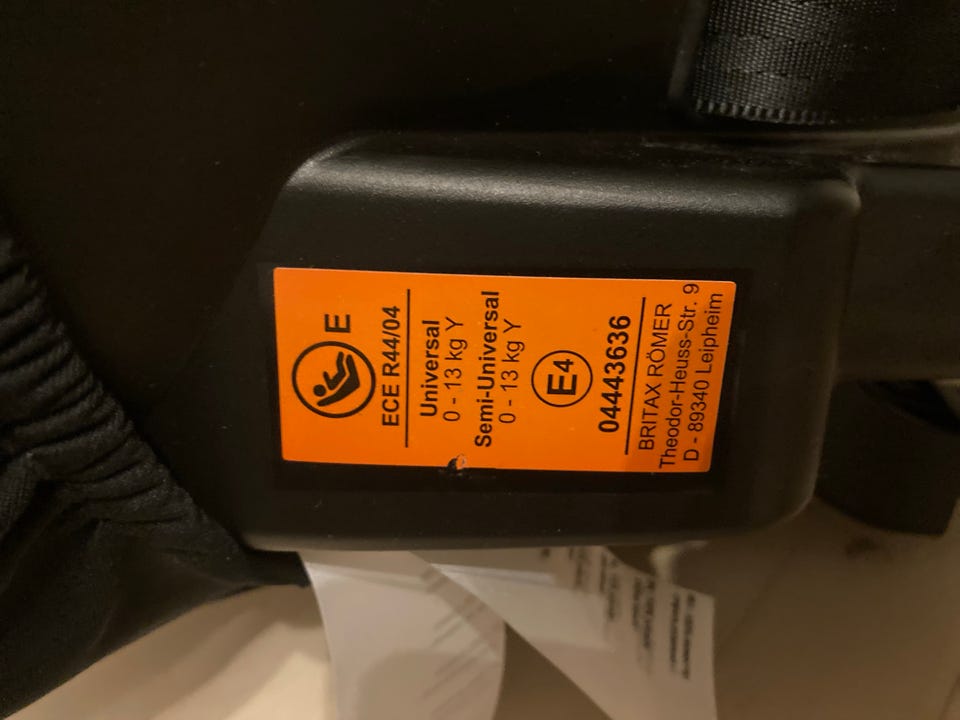 E
ECE R44/04
Universal
0 - 13 kg Y
Semi-Universal
0 - 13 kg Y
E4
04443636
BRITAX RÖMER
Theodor-Heuss-Str. 9
D - 89340 Leipheim